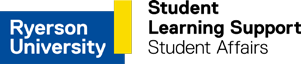 Ryerson
University
Student
Learning Support
Student Affairs